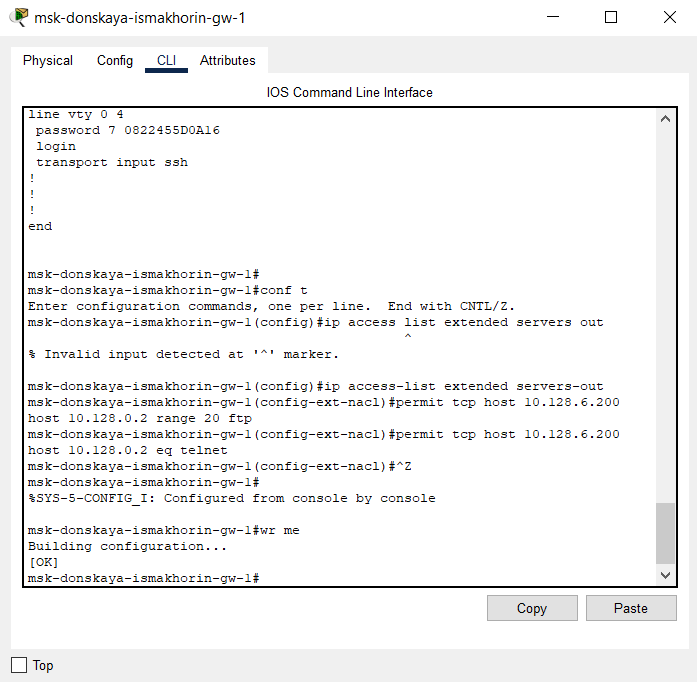 msk-donskaya-ismakhorin-gw-1
Physical Config CLI Attributes
IOS Command Line Interface
line vty 0 4
 password 7 0822455D0A16
 login
 transport input ssh
!
!
!
end
msk-donskaya-ismakhorin-gw-1#
msk-donskaya-ismakhorin-gw-1#conf t
Enter configuration commands, one per line.  End with CNTL/Z.
msk-donskaya-ismakhorin-gw-1(config)#ip access list extended servers out
^
% Invalid input detected at '^' marker.
msk-donskaya-ismakhorin-gw-1(config)#ip access-list extended servers-out
msk-donskaya-ismakhorin-gw-1(config-ext-nacl)#permit tcp host 10.128.6.200
host 10.128.0.2 range 20 ftp
msk-donskaya-ismakhorin-gw-1(config-ext-nacl)#permit tcp host 10.128.6.200
host 10.128.0.2 eq telnet
msk-donskaya-ismakhorin-gw-1(config-ext-nacl)#^Z
msk-donskaya-ismakhorin-gw-1#
%SYS-5-CONFIG_I: Configured from console by console
msk-donskaya-ismakhorin-gw-1#wr me
Building configuration...
[OK]
msk-donskaya-ismakhorin-gw-1#
Copy Paste
Top